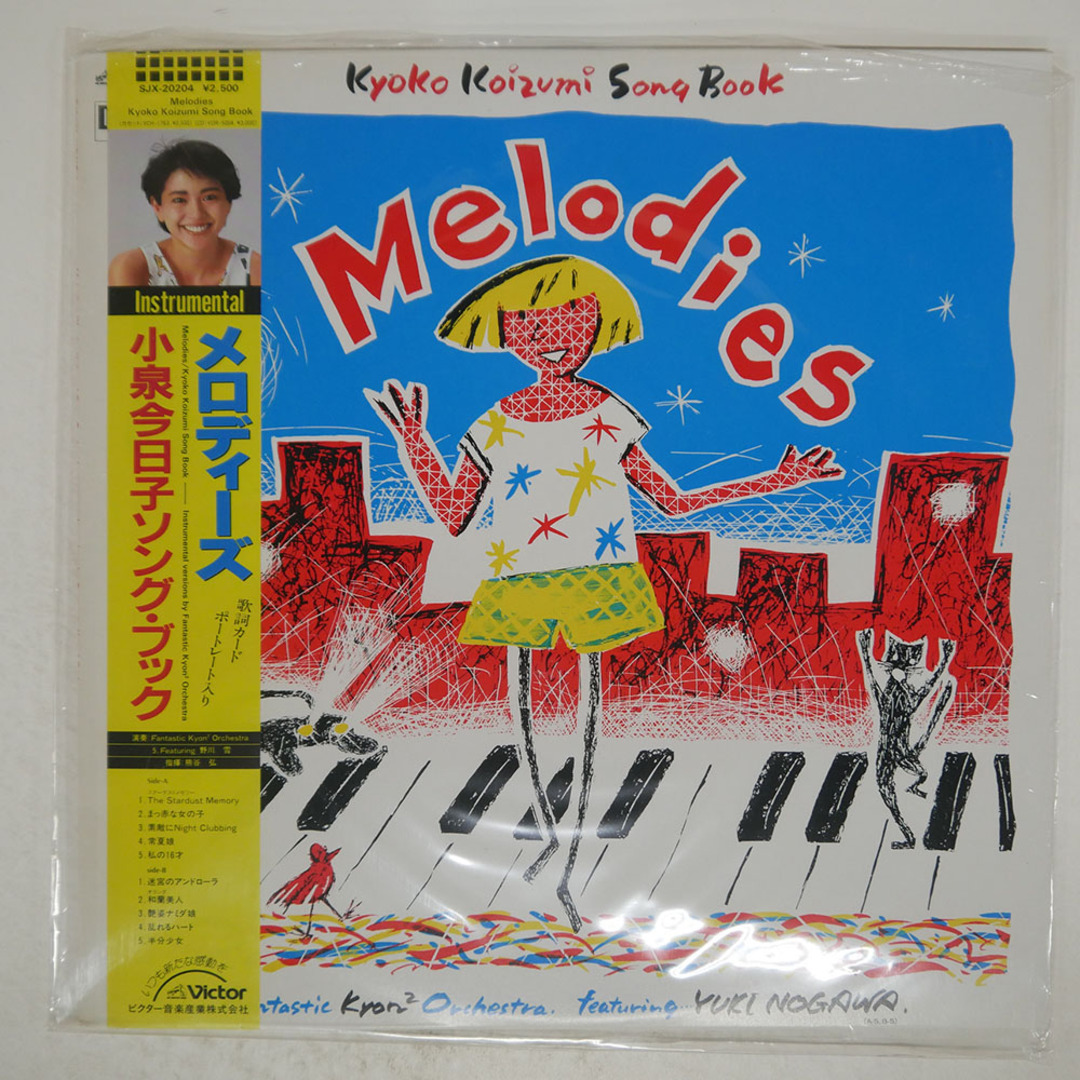 SJX-20204 ¥2,500
Melodies
Kyoko Koizumi Song Book
Instrumental
メロディーズ
Melodies/Kyoko Koizumi Song Book — Instrumental versions by Fantastic Kyon² Orchestra
小泉今日子ソング・ブック
歌詞カード
ポートレート入り
演奏:Fantastic Kyon² Orchestra
5. Featuring 野川 雪
指揮 熊谷 弘
Side-A
1. The Stardust Memory
2. まっ赤な女の子
3. 素敵にNight Clubbing
4. 常夏娘
5. 私の16才
side-B
1. 迷宮のアンドローラ
2. 和蘭美人
3. 艶姿ナミダ娘
4. 乱れるハート
5. 半分少女
いつも新たな感動を
Victor
ビクター音楽産業株式会社
Kyoko Koizumi Song Book
Melodies
ntastic Kyon² Orchestra. featuring YUKI NOGAWA.